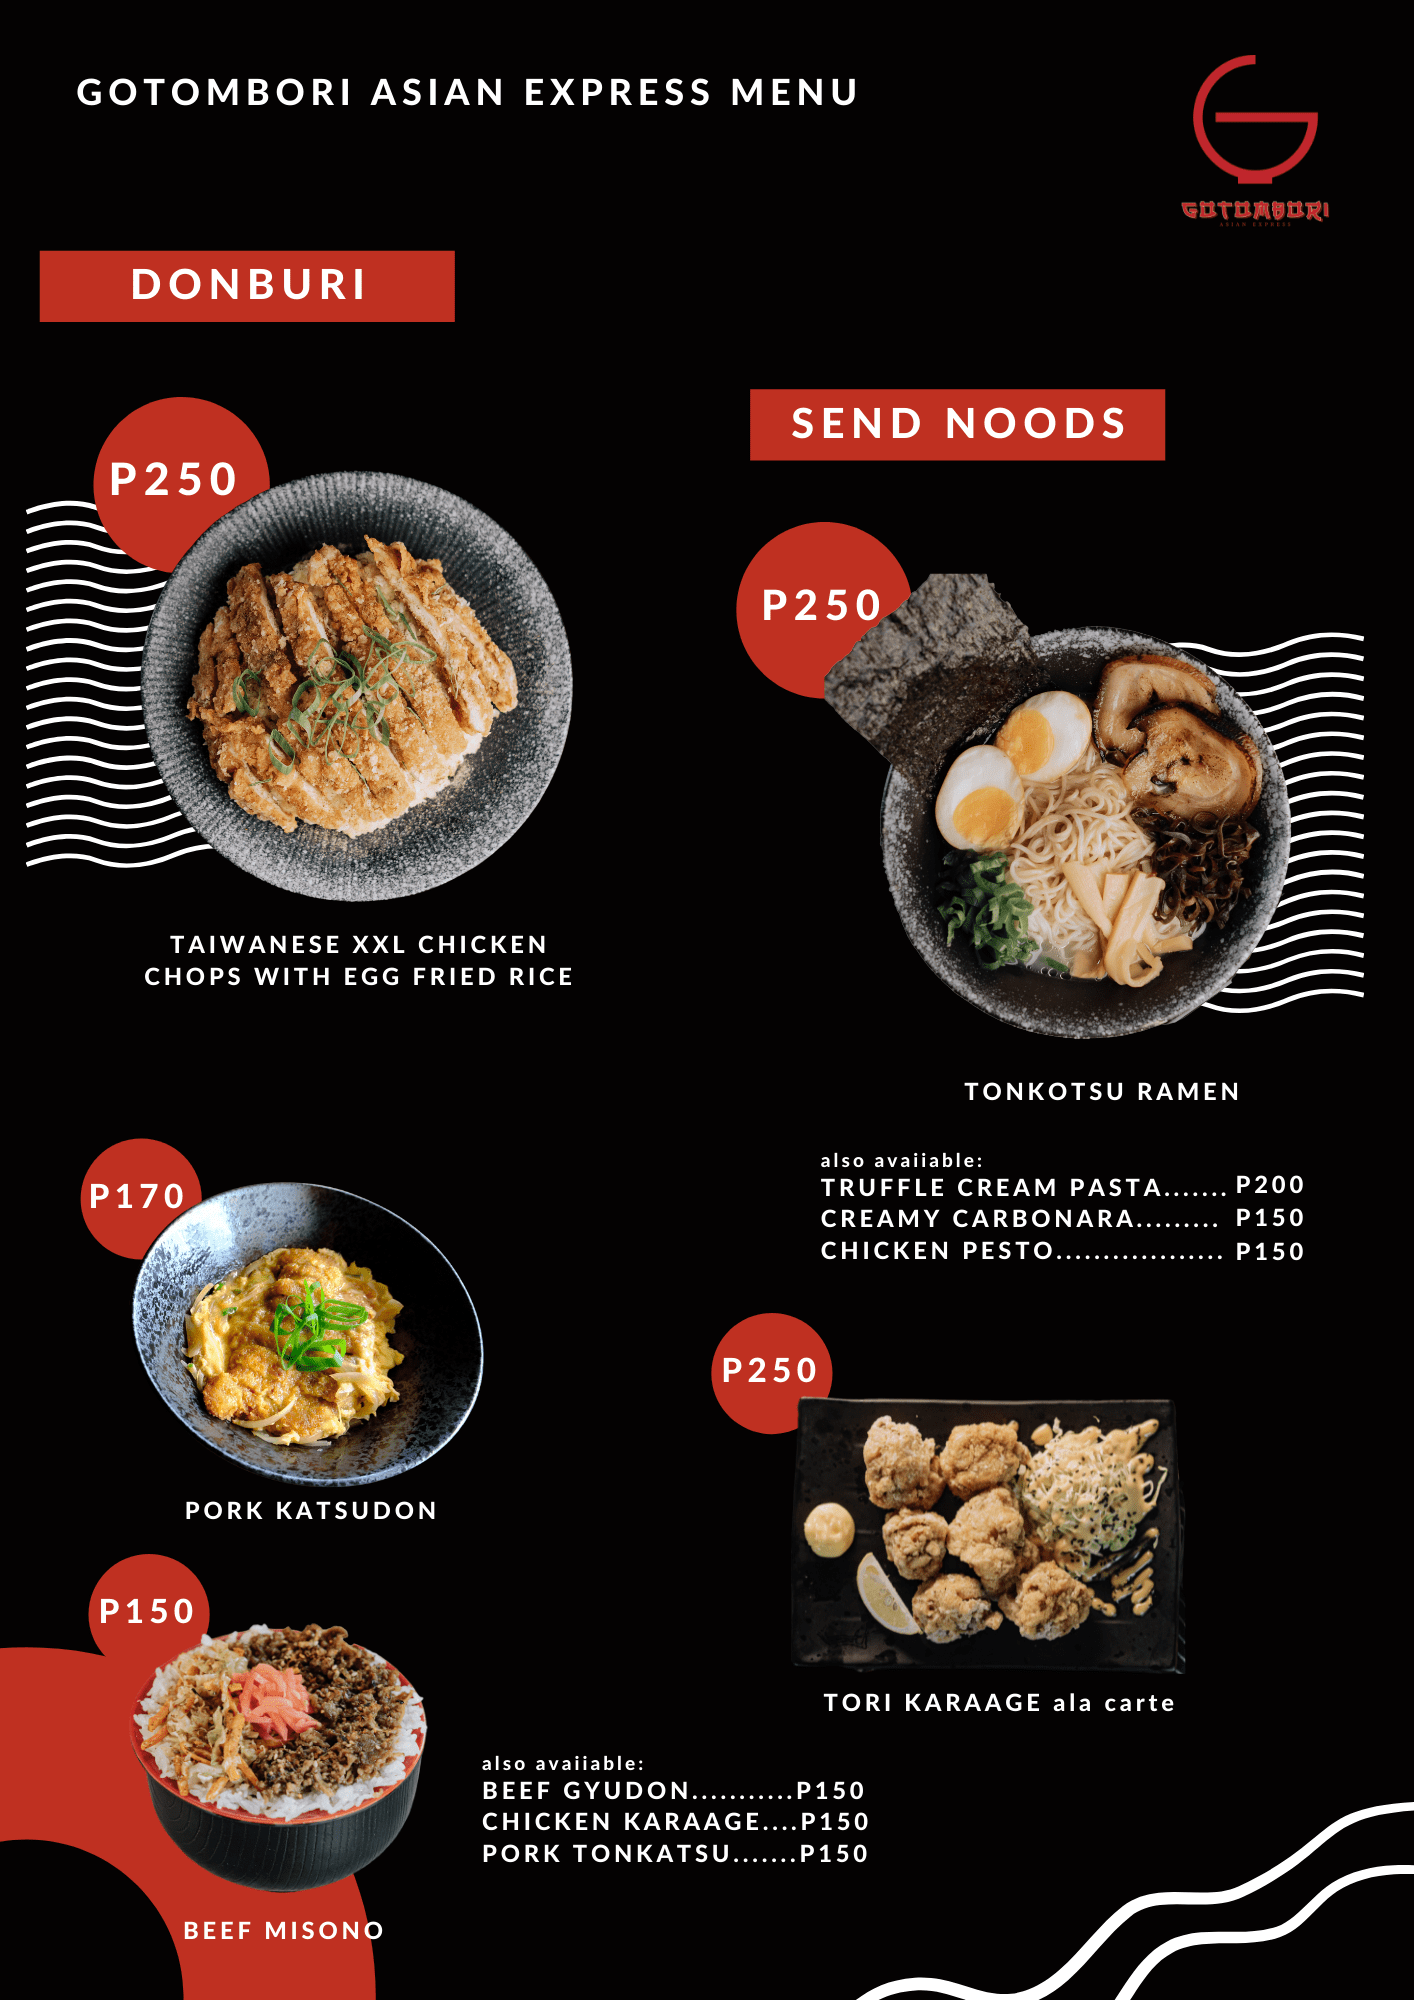 GOTOMBORI ASIAN EXPRESS MENU
GOTOMBORI
ASIAN EXPRESS
DONBURI
P250
TAIWANESE XXL CHICKEN
CHOPS WITH EGG FRIED RICE
P170
PORK KATSUDON
P150
BEEF MISONO
also avaiiable:
BEEF GYUDON...........P150
CHICKEN KARAAGE....P150
PORK TONKATSU.......P150
SEND NOODS
P250
TONKOTSU RAMEN
also avaiiable:
TRUFFLE CREAM PASTA....... P200
CREAMY CARBONARA......... P150
CHICKEN PESTO.................. P150
P250
TORI KARAAGE ala carte